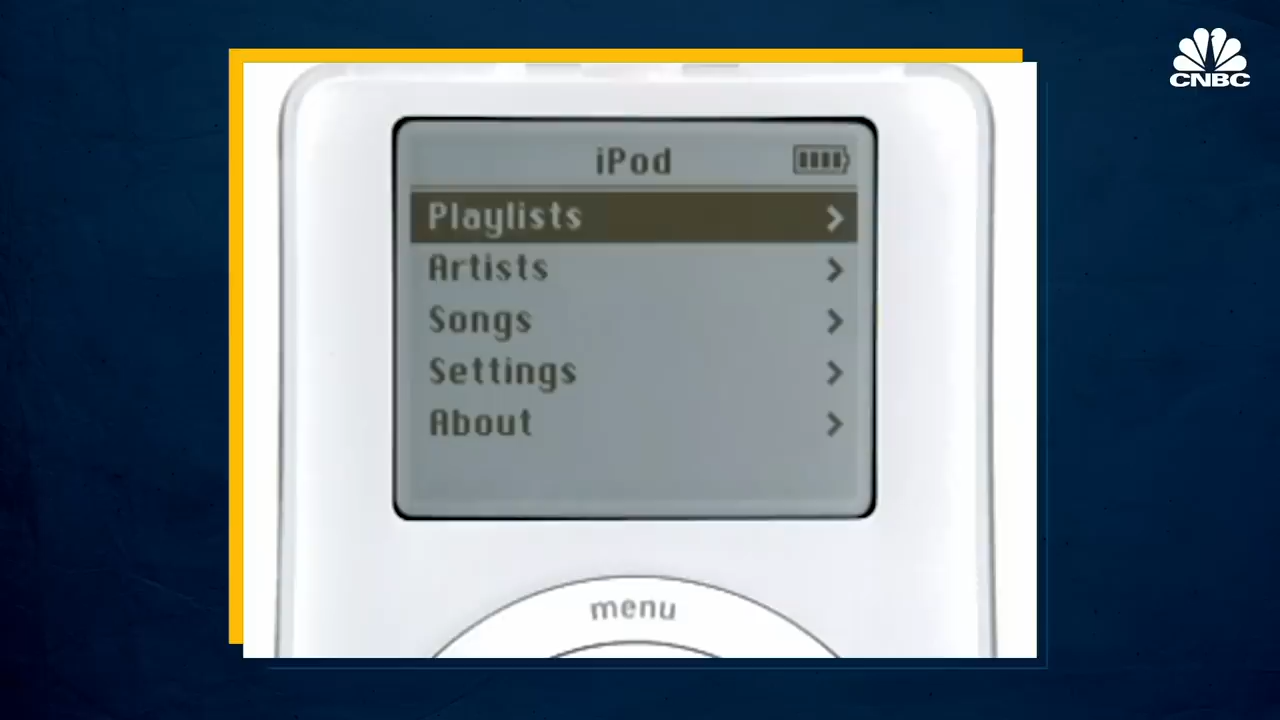 CNBC
iPod
Playlists
Artists
Songs
Settings
About
menu